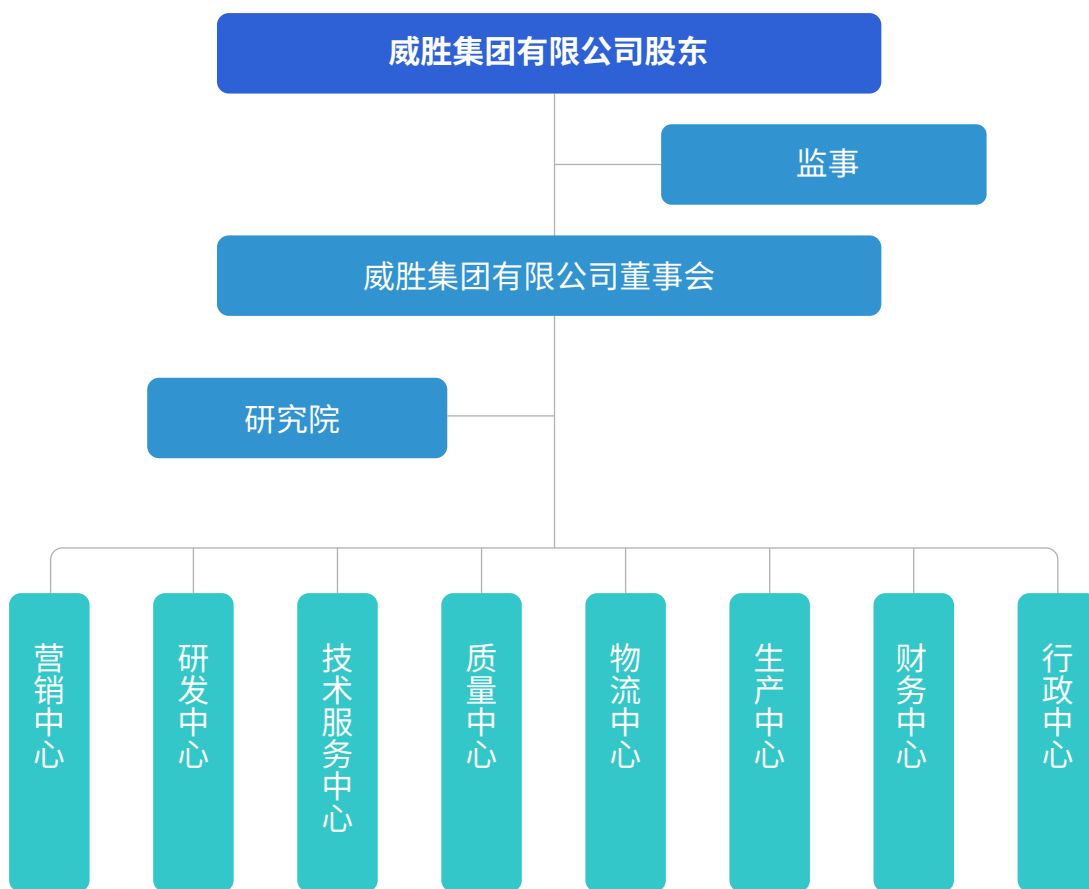 威胜集团有限公司股东
监事
威胜集团有限公司董事会
研究院
营销中心
研发中心
技术服务中心
质量中心
物流中心
生产中心
财务中心
行政中心